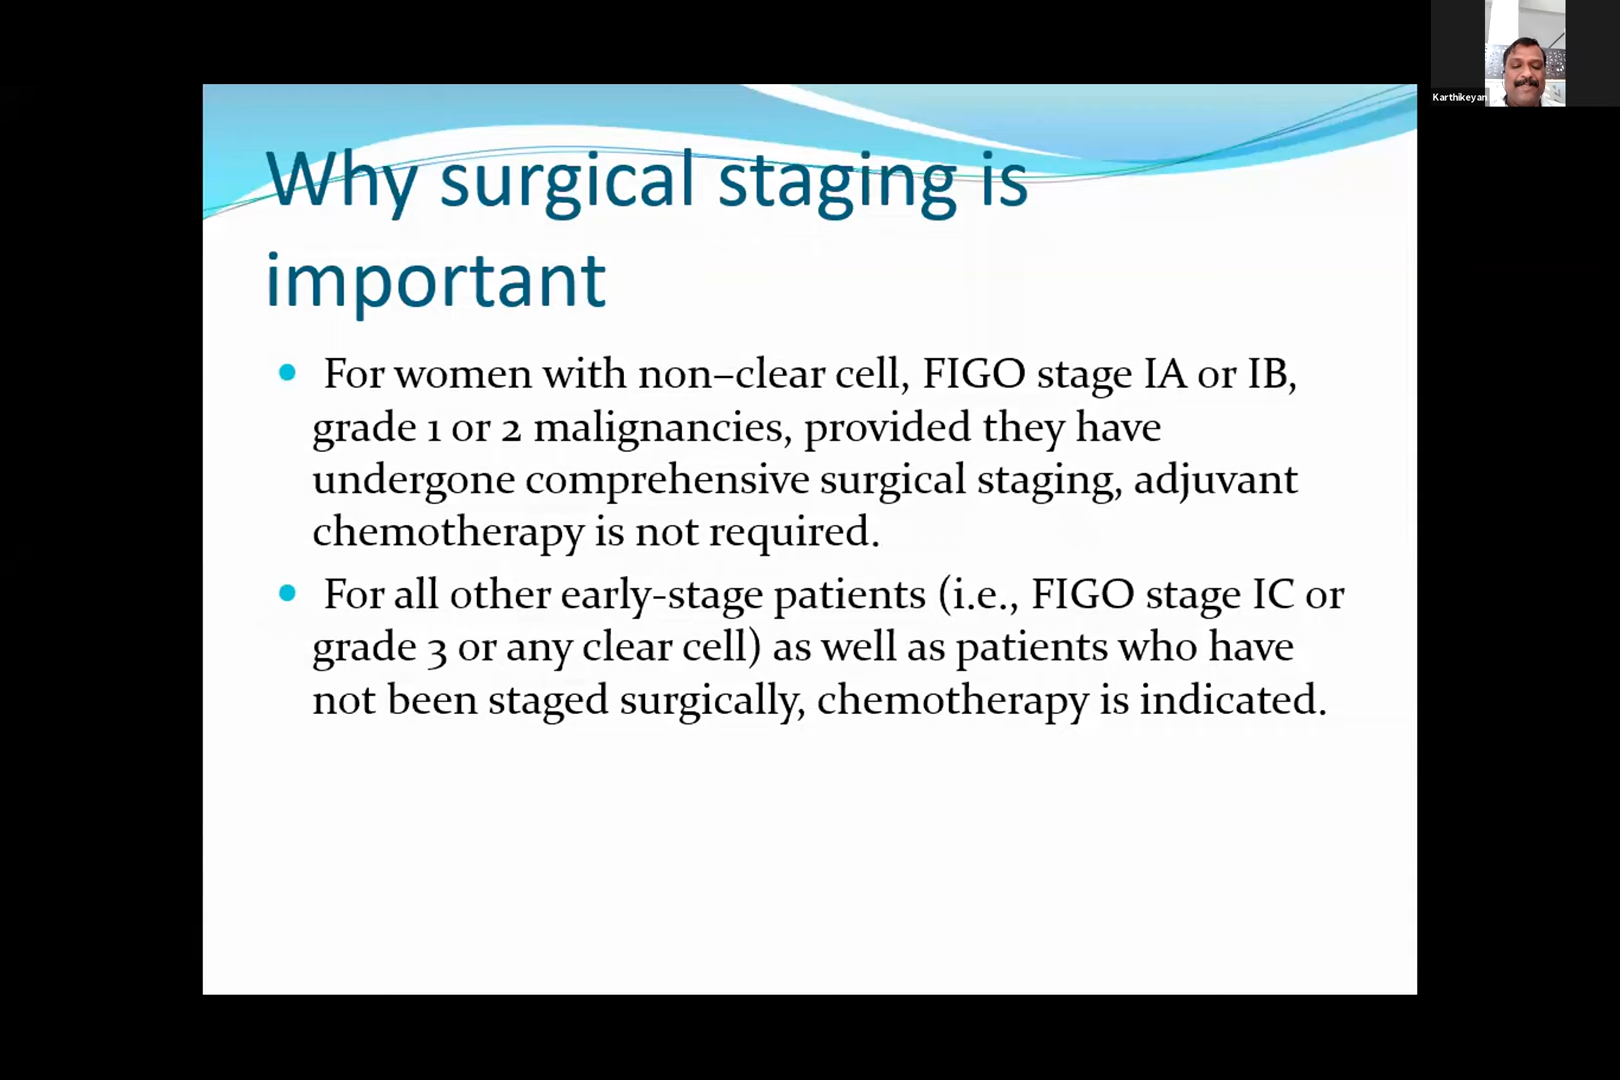 Karthikeyan
Why surgical staging is
important
• For women with non–clear cell, FIGO stage IA or IB,
grade 1 or 2 malignancies, provided they have
undergone comprehensive surgical staging, adjuvant
chemotherapy is not required.
• For all other early-stage patients (i.e., FIGO stage IC or
grade 3 or any clear cell) as well as patients who have
not been staged surgically, chemotherapy is indicated.